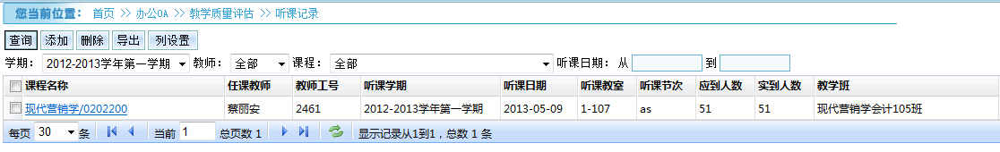 您当前位置： 首页 >> 办公OA >> 教学质量评估 >> 听课记录
查询 添加 删除 导出 列设置
学期： 2012-2013学年第一学期 教师： 全部 课程： 全部 听课日期： 从 到
课程名称 任课教师 教师工号 听课学期 听课日期 听课教室 听课节次 应到人数 实到人数 教学班
现代营销学/0202200 蔡丽安 2461 2012-2013学年第一学期 2013-05-09 1-107 as 51 51 现代营销学会计105班
每页 30 条 当前 1 总页数 1 显示记录从1到1，总数 1 条